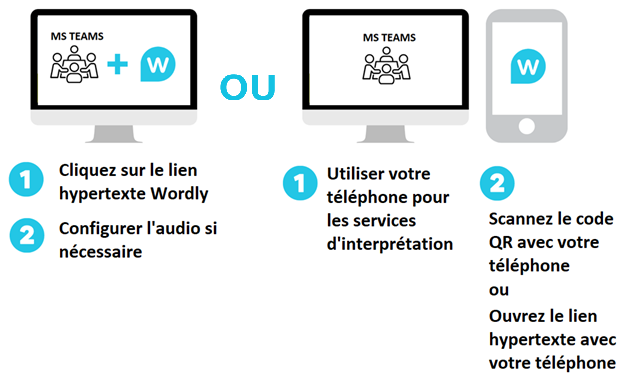 MS TEAMS
W
OU
MS TEAMS
W
1
Cliquez sur le lien
hypertexte Wordly
2
Configurer l'audio si
nécessaire
1
Utiliser votre
téléphone pour
les services
d'interprétation
2
Scannez le code
QR avec votre
téléphone
ou
Ouvrez le lien
hypertexte avec
votre téléphone